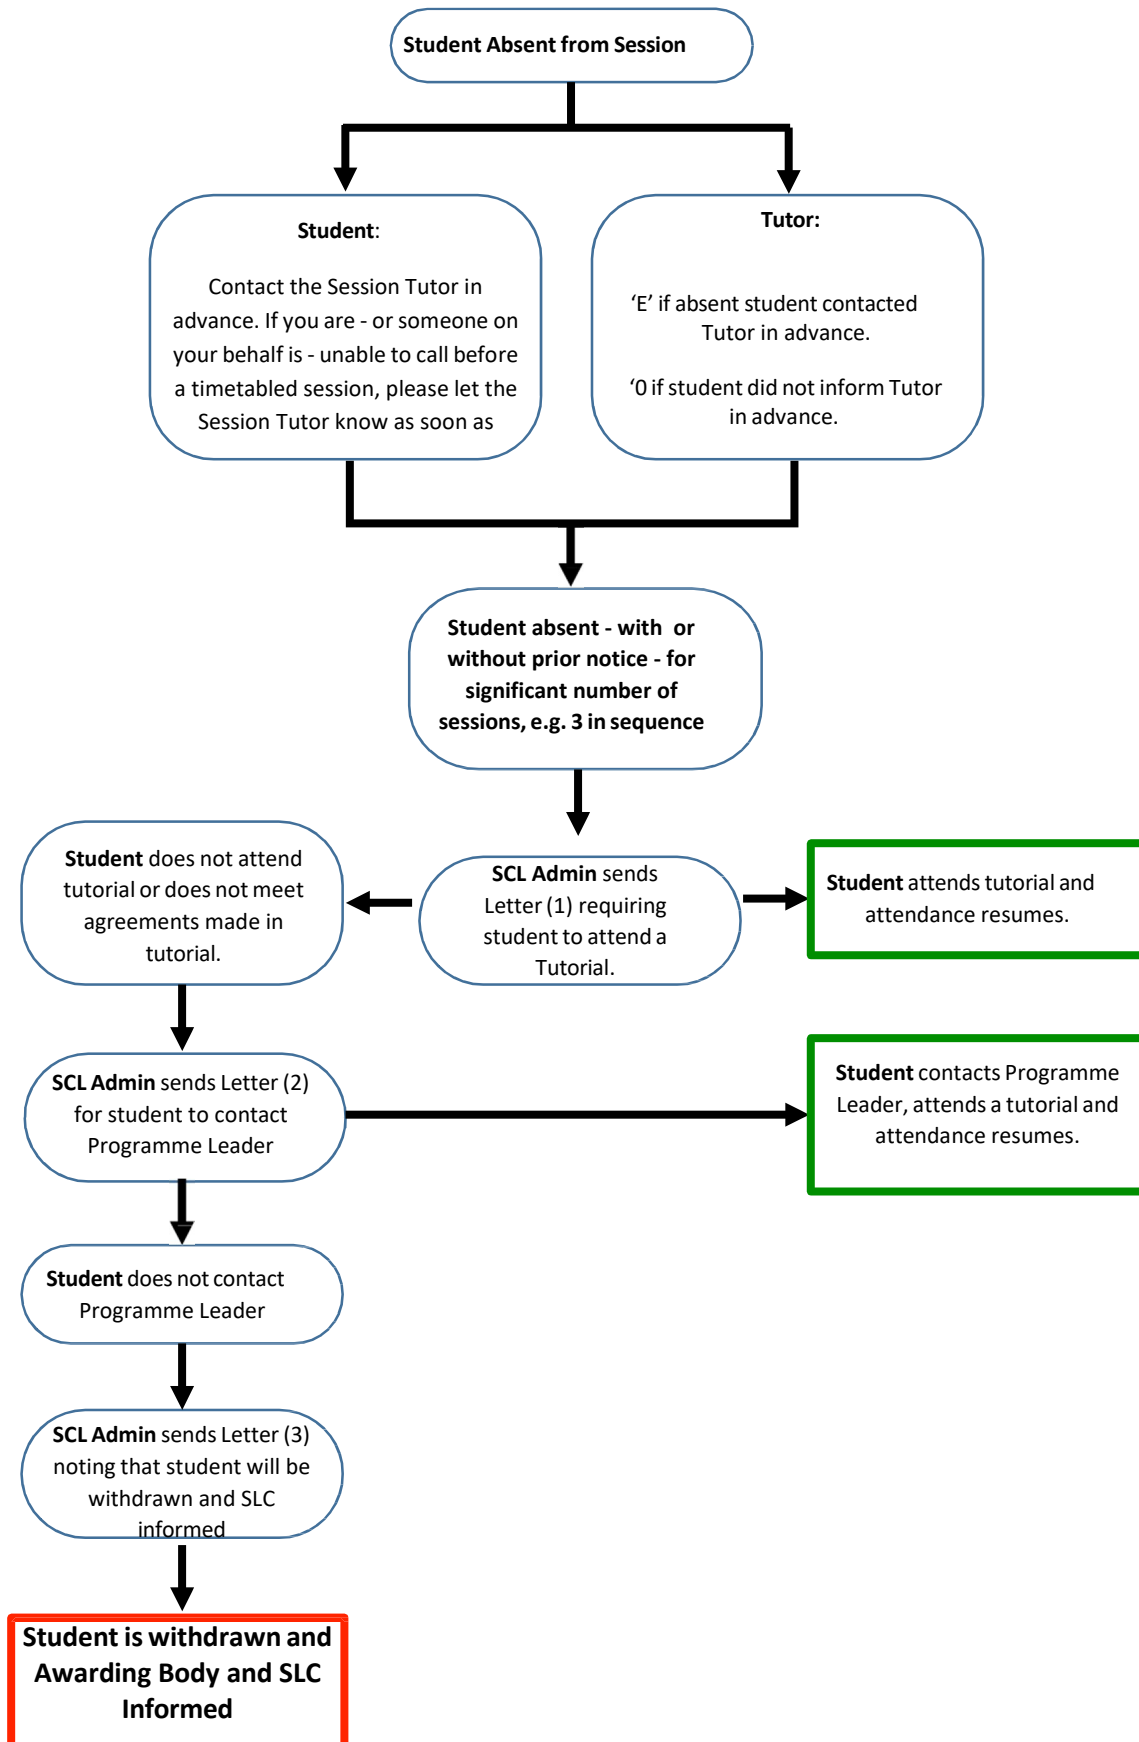 Student Absent from Session
Student:
Contact the Session Tutor in
advance. If you are - or someone on
your behalf is - unable to call before
a timetabled session, please let the
Session Tutor know as soon as
Tutor:
‘E’ if absent student contacted
Tutor in advance.
‘0 if student did not inform Tutor
in advance.
Student absent - with or
without prior notice - for
significant number of
sessions, e.g. 3 in sequence
Student does not attend
tutorial or does not meet
agreements made in
tutorial.
SCL Admin sends
Letter (1) requiring
student to attend a
Tutorial.
Student attends tutorial and
attendance resumes.
SCL Admin sends Letter (2)
for student to contact
Programme Leader
Student contacts Programme
Leader, attends a tutorial and
attendance resumes.
Student does not contact
Programme Leader
SCL Admin sends Letter (3)
noting that student will be
withdrawn and SLC
informed
Student is withdrawn and
Awarding Body and SLC
Informed